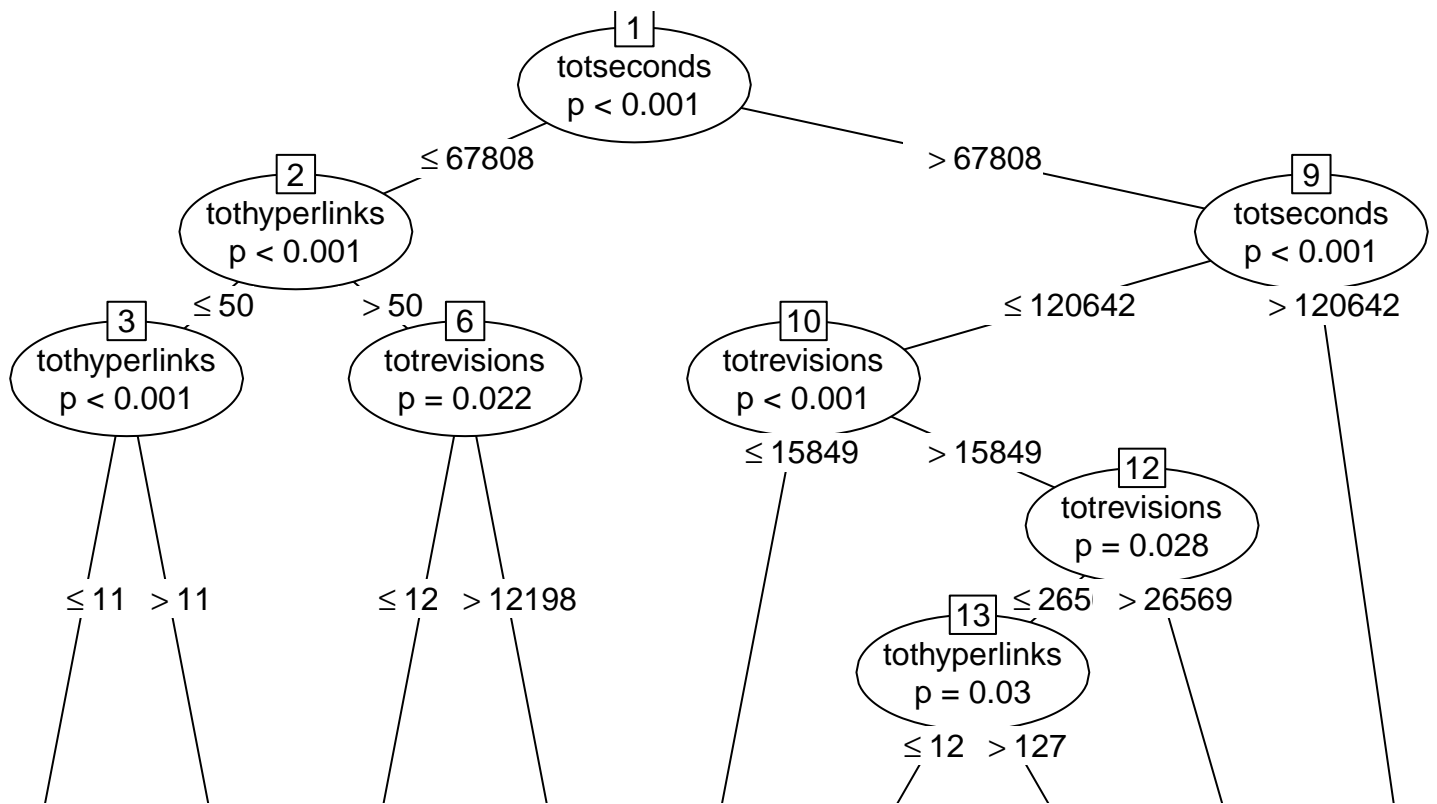 1
totseconds
p < 0.001
≤ 67808
> 67808
2
tothyperlinks
p < 0.001
9
totseconds
p < 0.001
≤ 50
> 50
≤ 120642
> 120642
3
tothyperlinks
p < 0.001
6
totrevisions
p = 0.022
10
totrevisions
p < 0.001
≤ 15849
> 15849
12
totrevisions
p = 0.028
≤ 11
> 11
≤ 12
> 12198
≤ 265
> 26569
13
tothyperlinks
p = 0.03
≤ 12
> 127